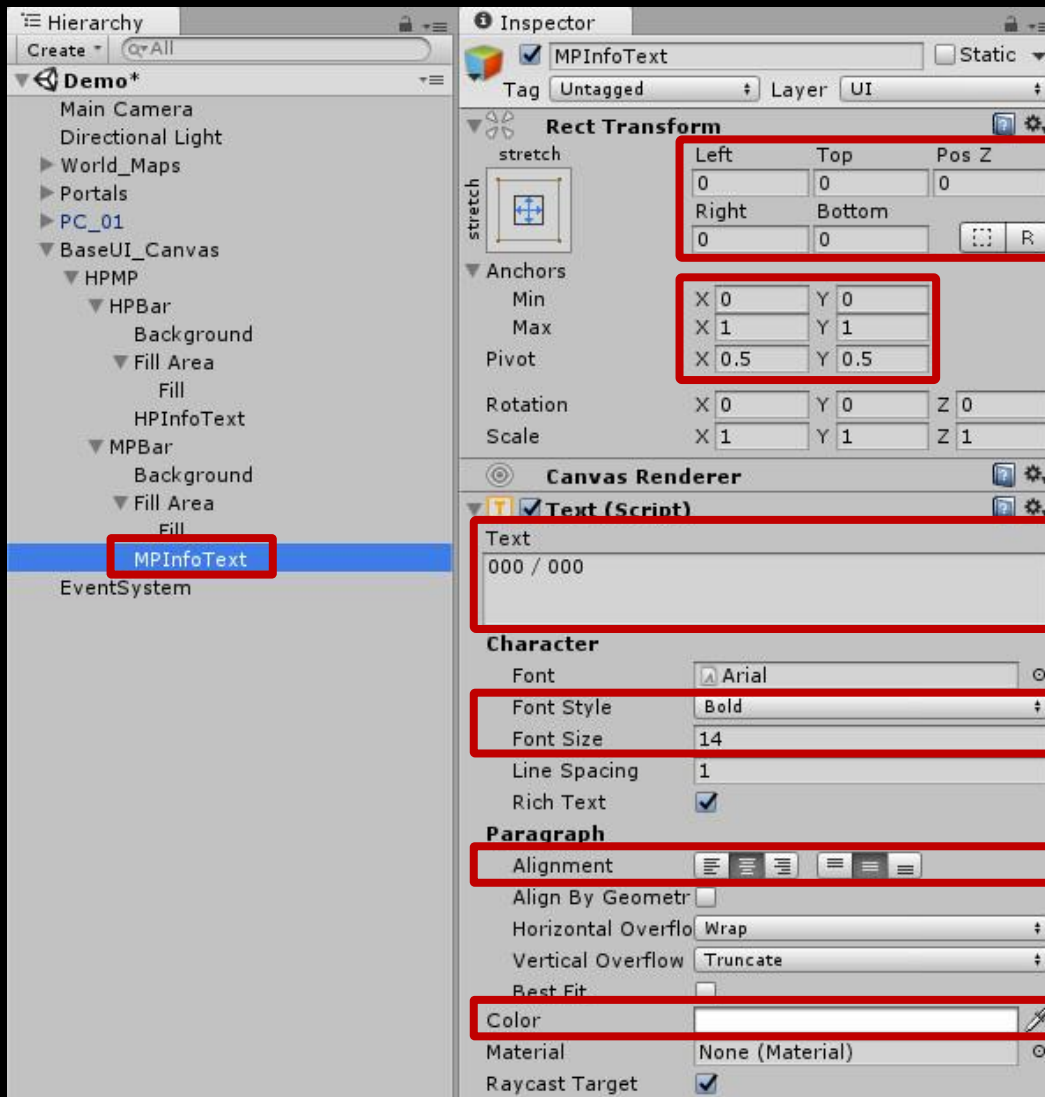 Hierarchy
Create
All
Demo*
Main Camera
Directional Light
World_Maps
Portals
PC_01
BaseUI_Canvas
HPMP
HPBar
Background
Fill Area
Fill
HPInfoText
MPBar
Background
Fill Area
Fill
MPInfoText
EventSystem
Inspector
MPInfoText Static
Tag Untagged Layer UI
Rect Transform
stretch Left Top Pos Z
stretch
0 0 0
Right Bottom
0 0 R
Anchors
Min X 0 Y 0
Max X 1 Y 1
Pivot X 0.5 Y 0.5
Rotation X 0 Y 0 Z 0
Scale X 1 Y 1 Z 1
Canvas Renderer
T Text (Script)
Text
000 / 000
Character
Font Arial
Font Style Bold
Font Size 14
Line Spacing 1
Rich Text
Paragraph
Alignment
Align By Geometr
Horizontal Overflo Wrap
Vertical Overflow Truncate
Best Fit
Color
Material None (Material)
Raycast Target